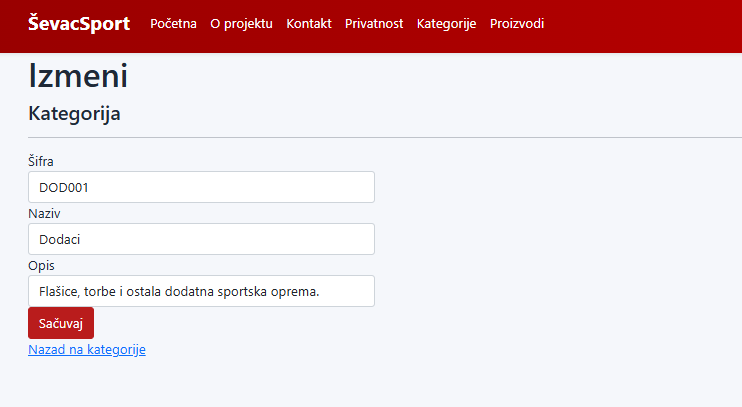 ŠevacSport Početna O projektu Kontakt Privatnost Kategorije Proizvodi
Izmeni
Kategorija
Šifra
DOD001
Naziv
Dodaci
Opis
Flašice, torbe i ostala dodatna sportska oprema.
Sačuvaj
Nazad na kategorije